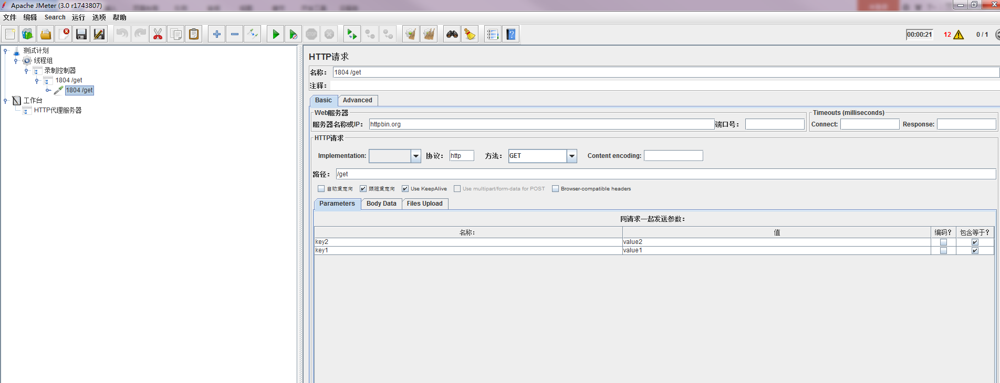 Apache JMeter (3.0 r1743807)
文件 编辑 Search 运行 选项 帮助
00:00:21 12 0 / 1
测试计划
线程组
录制控制器
1804 /get
1804 /get
工作台
HTTP代理服务器
HTTP请求
名称： 1804 /get
注释：
Basic Advanced
Web服务器 Timeouts (milliseconds)
服务器名称或IP： httpbin.org 端口号： Connect: Response:
HTTP请求
Implementation: 协议： http 方法： GET Content encoding:
路径： /get
自动重定向 跟随重定向 Use KeepAlive Use multipart/form-data for POST Browser-compatible headers
Parameters Body Data Files Upload
同请求一起发送参数：
名称： 值 编码？ 包含等于？
key2 value2
key1 value1